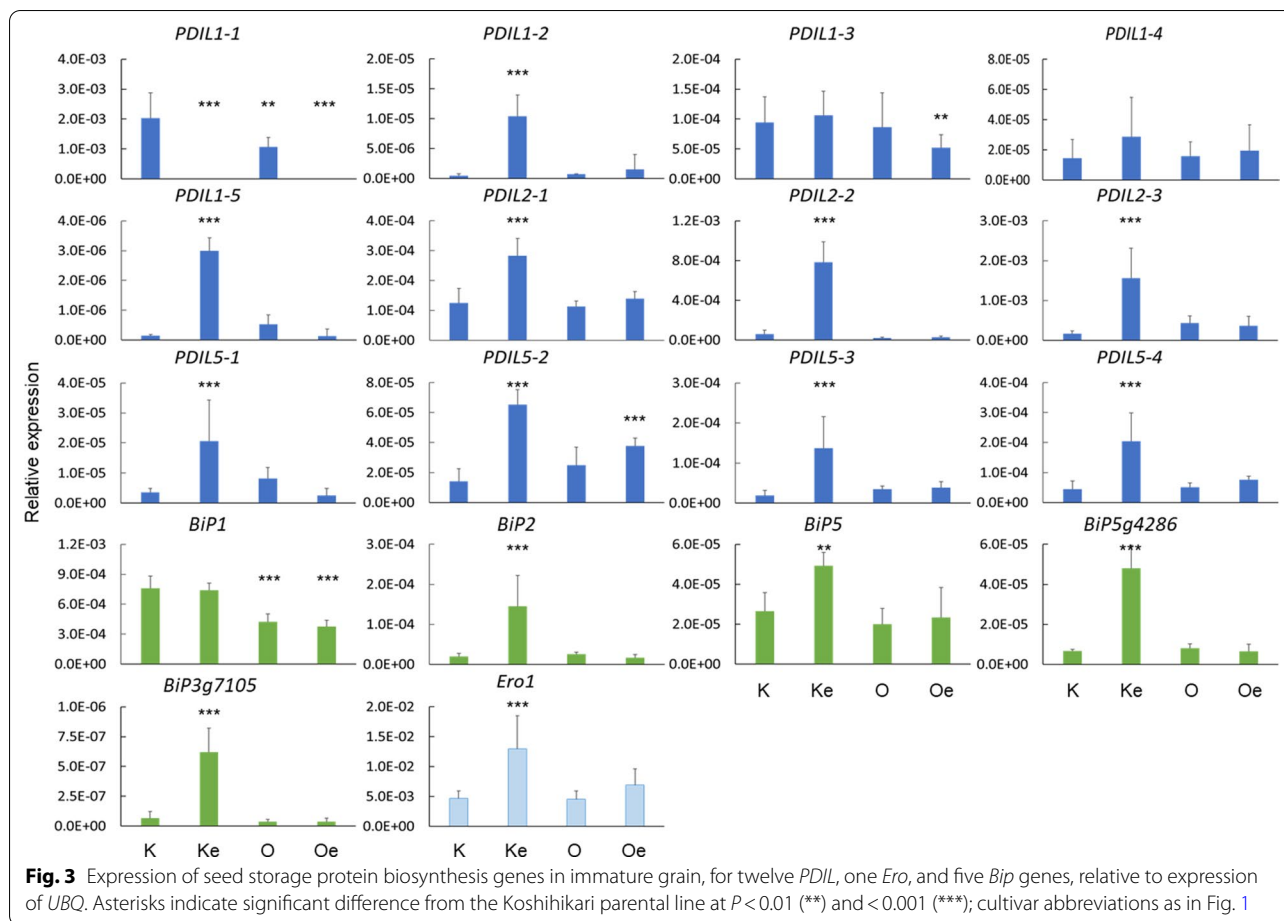 PDIL1-1 PDIL1-2 PDIL1-3 PDIL1-4
4.0E-03 2.0E-05 2.0E-04 8.0E-05
3.0E-03 1.5E-05 1.5E-04 6.0E-05
2.0E-03 *** ** *** 1.0E-05 *** 1.0E-04 ** 4.0E-05
1.0E-03 5.0E-06 5.0E-05 2.0E-05
0.0E+00 0.0E+00 0.0E+00 0.0E+00
PDIL1-5 PDIL2-1 PDIL2-2 PDIL2-3
4.0E-06 *** 4.0E-04 *** 1.2E-03 *** 3.0E-03 ***
3.0E-06 3.0E-04 8.0E-04 2.0E-03
2.0E-06 2.0E-04 4.0E-04 1.0E-03
1.0E-06 1.0E-04 0.0E+00 0.0E+00
0.0E+00 0.0E+00
PDIL5-1 PDIL5-2 PDIL5-3 PDIL5-4
4.0E-05 *** 8.0E-05 *** *** 3.0E-04 *** 4.0E-04 ***
3.0E-05 6.0E-05 2.0E-04 3.0E-04
2.0E-05 4.0E-05 1.0E-04 2.0E-04
1.0E-05 2.0E-05 0.0E+00 1.0E-04
0.0E+00 0.0E+00 0.0E+00
Relative expression
BiP1 BiP2 BiP5 BiP5g4286
1.2E-03 3.0E-04 *** 6.0E-05 ** 6.0E-05 ***
9.0E-04 *** *** 2.0E-04 4.0E-05 4.0E-05
6.0E-04 1.0E-04 2.0E-05 2.0E-05
3.0E-04 0.0E+00 0.0E+00 0.0E+00
0.0E+00
K Ke O Oe K Ke O Oe
BiP3g7105 Ero1
1.0E-06 *** 2.0E-02 ***
7.5E-07 1.5E-02
5.0E-07 1.0E-02
2.5E-07 5.0E-03
0.0E+00 0.0E+00
K Ke O Oe K Ke O Oe
Fig. 3 Expression of seed storage protein biosynthesis genes in immature grain, for twelve PDIL, one Ero, and five Bip genes, relative to expression
of UBQ. Asterisks indicate significant difference from the Koshihikari parental line at P < 0.01 (**) and < 0.001 (***); cultivar abbreviations as in Fig. 1